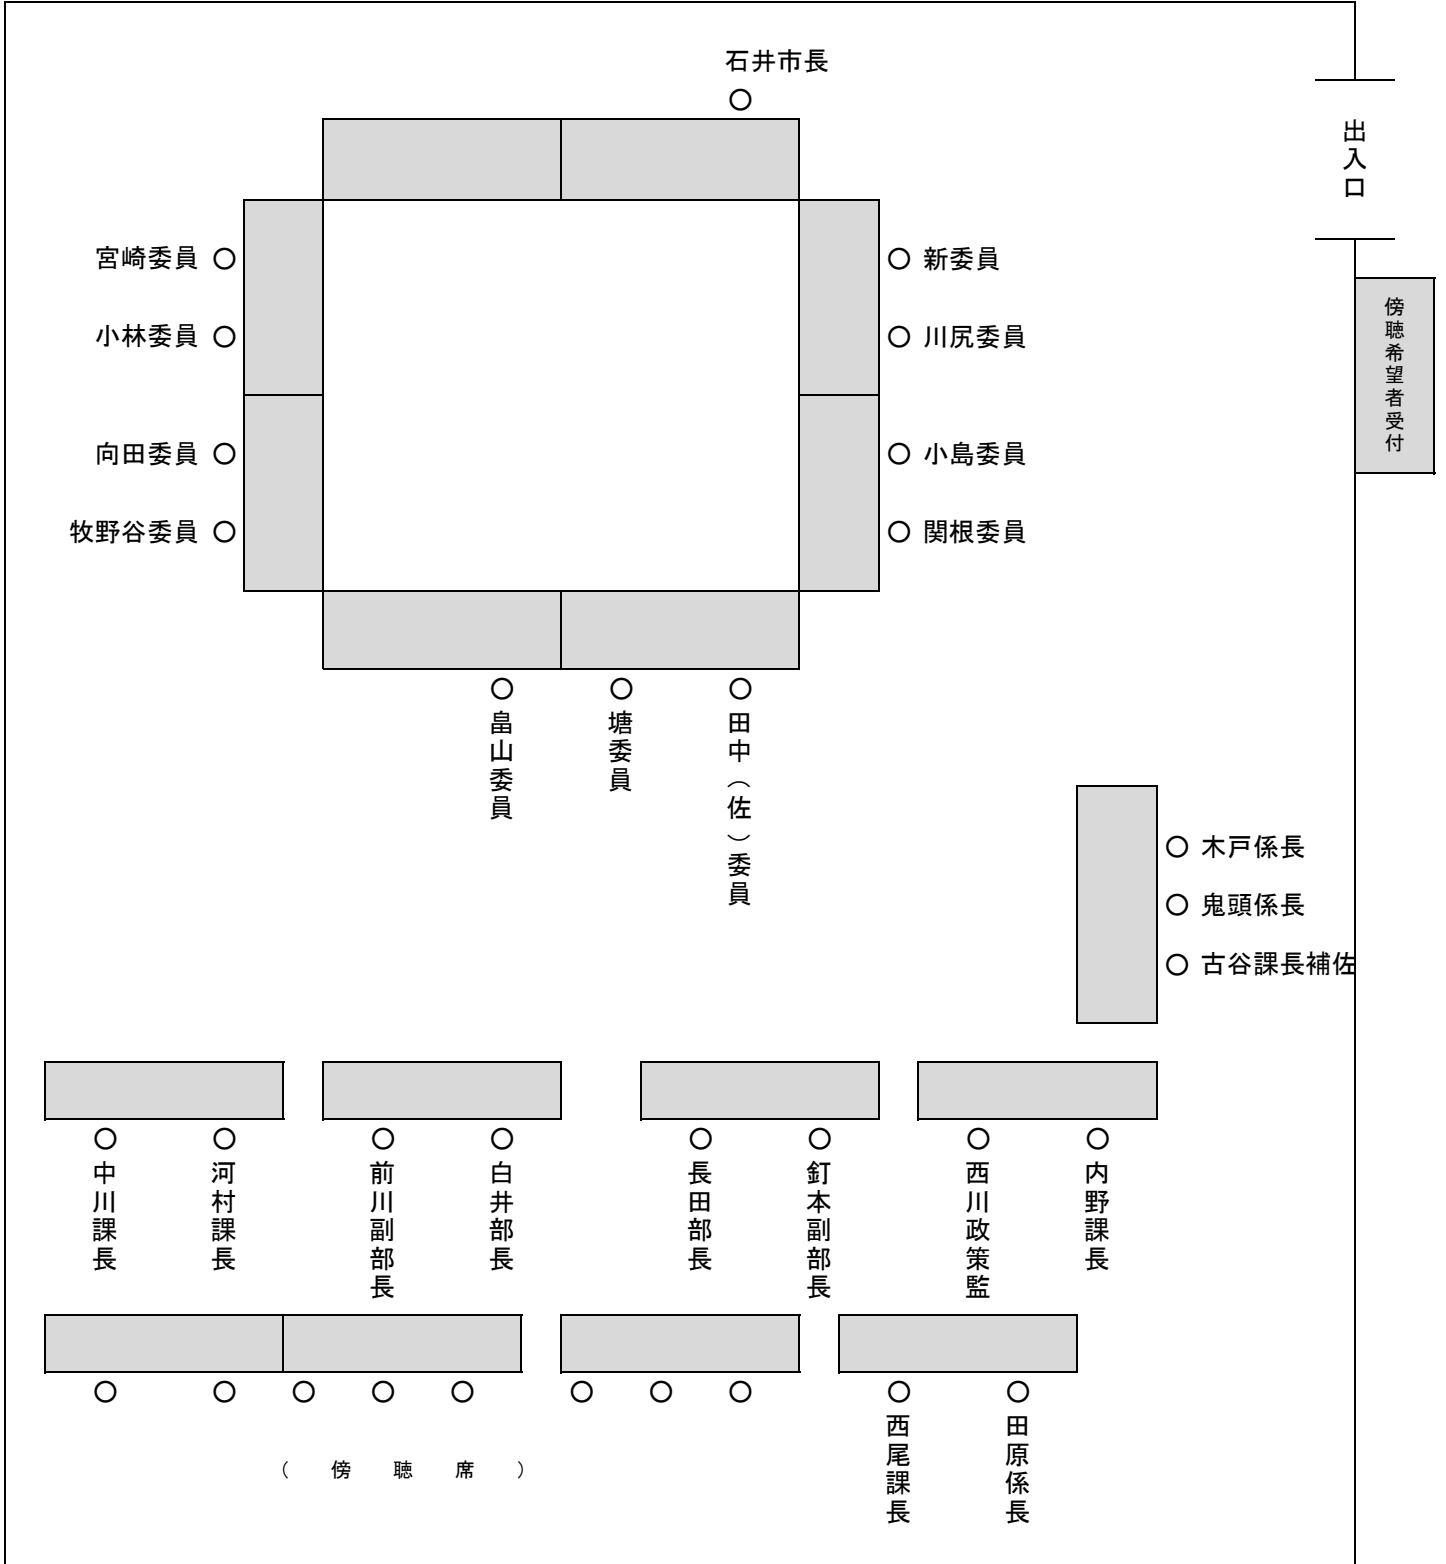 石井市長
出入口
宮崎委員
新委員
傍聴希望者受付
小林委員
川尻委員
向田委員
小島委員
牧野谷委員
関根委員
畠山委員
塘委員
田中（佐）委員
木戸係長
鬼頭係長
古谷課長補佐
中川課長
河村課長
前川副部長
白井部長
長田部長
釘本副部長
西川政策監
内野課長
西尾課長
田原係長
（傍聴席）